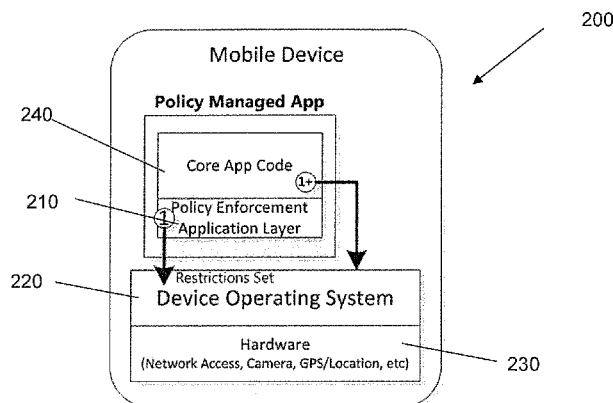 200
Mobile Device
Policy Managed App
240
Core App Code
1+
210
1
Policy Enforcement
Application Layer
220
Restrictions Set
Device Operating System
Hardware
(Network Access, Camera, GPS/Location, etc)
230